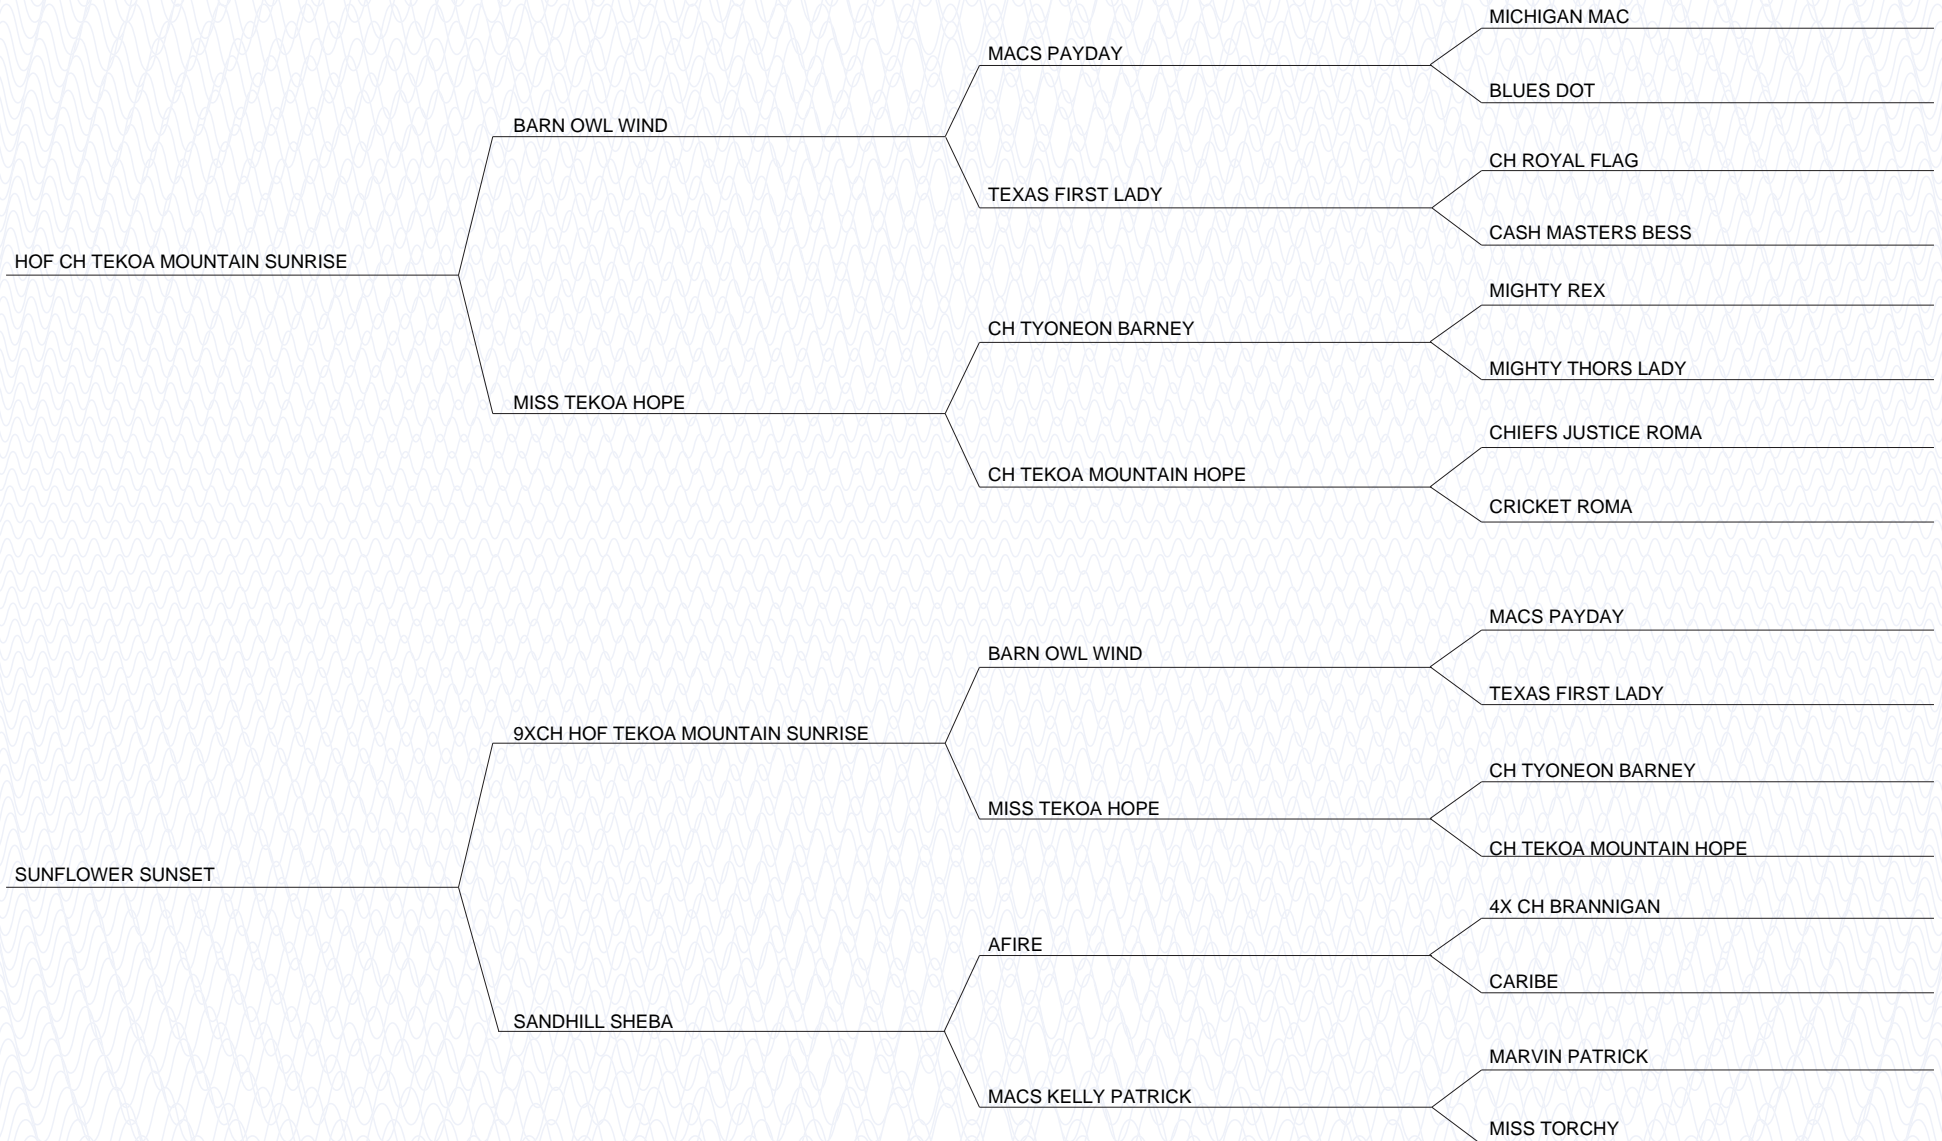 MICHIGAN MAC
MACS PAYDAY
BLUES DOT
BARN OWL WIND
CH ROYAL FLAG
TEXAS FIRST LADY
CASH MASTERS BESS
HOF CH TEKOA MOUNTAIN SUNRISE
MIGHTY REX
CH TYONEON BARNEY
MIGHTY THORS LADY
MISS TEKOA HOPE
CHIEFS JUSTICE ROMA
CH TEKOA MOUNTAIN HOPE
CRICKET ROMA
MACS PAYDAY
BARN OWL WIND
TEXAS FIRST LADY
9XCH HOF TEKOA MOUNTAIN SUNRISE
CH TYONEON BARNEY
MISS TEKOA HOPE
CH TEKOA MOUNTAIN HOPE
SUNFLOWER SUNSET
4X CH BRANNIGAN
AFIRE
CARIBE
SANDHILL SHEBA
MARVIN PATRICK
MACS KELLY PATRICK
MISS TORCHY